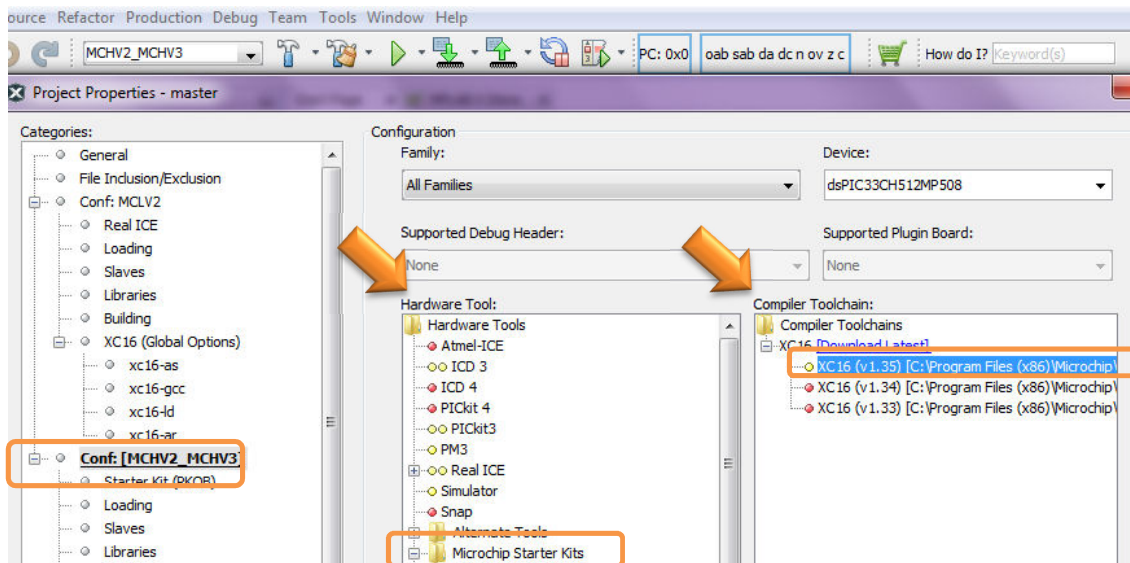 ource Refactor Production Debug Team Tools Window Help
MCHV2_MCHV3 PC: 0x0 oab sab da dc n ov z c How do I? Keyword(s)
Project Properties - master
Categories:
General
File Inclusion/Exclusion
Conf: MCLV2
Real ICE
Loading
Slaves
Libraries
Building
XC16 (Global Options)
xc16-as
xc16-gcc
xc16-ld
xc16-ar
Conf: [MCHV2_MCHV3]
Starter Kit (PKOB)
Loading
Slaves
Libraries
Configuration
Family:
All Families
Device:
dsPIC33CH512MP508
Supported Debug Header:
None
Supported Plugin Board:
None
Hardware Tool:
Hardware Tools
Atmel-ICE
ICD 3
ICD 4
PICkit 4
PICkit3
PM3
Real ICE
Simulator
Snap
Alternate Tools
Microchip Starter Kits
Compiler Toolchain:
Compiler Toolchains
XC16 [Download Latest]
XC16 (v1.35) [C:\Program Files (x86)\Microchip\
XC16 (v1.34) [C:\Program Files (x86)\Microchip\
XC16 (v1.33) [C:\Program Files (x86)\Microchip\